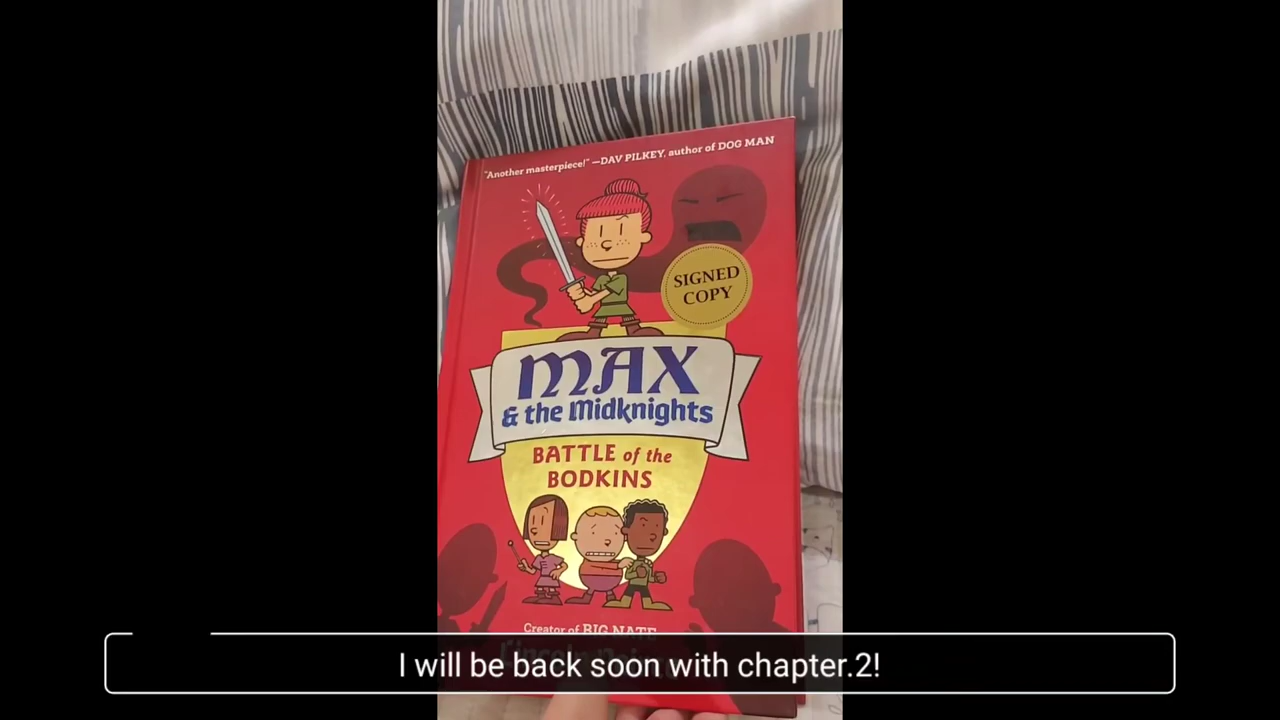 "Another masterpiece!" —DAV PILKEY, author of DOG MAN
SIGNED
COPY
MAX
& the Midknights
BATTLE of the
BODKINS
Creator of BIG NATE
I will be back soon with chapter.2!